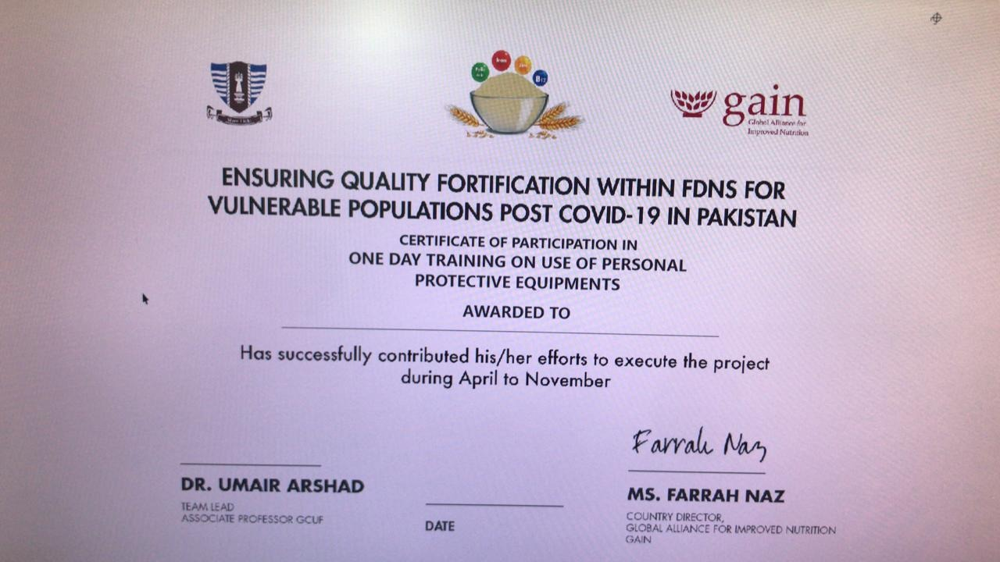 Iron
B12
gain
Global Alliance for
Improved Nutrition
ENSURING QUALITY FORTIFICATION WITHIN FDNS FOR
VULNERABLE POPULATIONS POST COVID-19 IN PAKISTAN
CERTIFICATE OF PARTICIPATION IN
ONE DAY TRAINING ON USE OF PERSONAL
PROTECTIVE EQUIPMENTS
AWARDED TO
Has successfully contributed his/her efforts to execute the project
during April to November
Farrah Naz
DR. UMAIR ARSHAD
TEAM LEAD
ASSOCIATE PROFESSOR GCUF
DATE
MS. FARRAH NAZ
COUNTRY DIRECTOR,
GLOBAL ALLIANCE FOR IMPROVED NUTRITION
GAIN